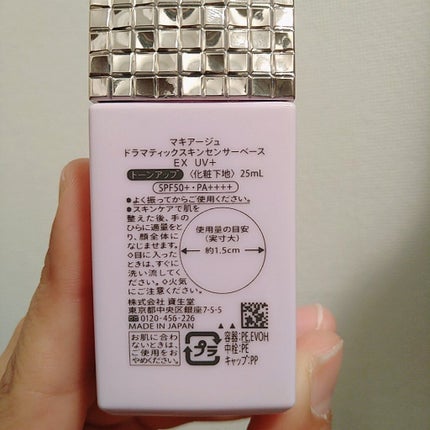 マキアージュ
ドラマティックスキンセンサーベース
EX UV+
トーンアップ 〈化粧下地〉 25mL
SPF50+・PA++++
●よく振ってからご使用ください。
●スキンケアで肌を
整えた後、手の
ひらに適量をと
り、顔全体に
なじませます。
◇目に入った
ときは、すぐに
洗い流してく
ださい。◇火気
にご注意ください。
使用量の目安
(実寸大)
約1.5cm
株式会社 資生堂
東京都中央区銀座7-5-5
0120-456-226
MADE IN JAPAN
お肌に合わ
ないときは、
ご使用をお
やめください。
プラ
容器:PE,EVOH
中栓:PE
キャップ:PP